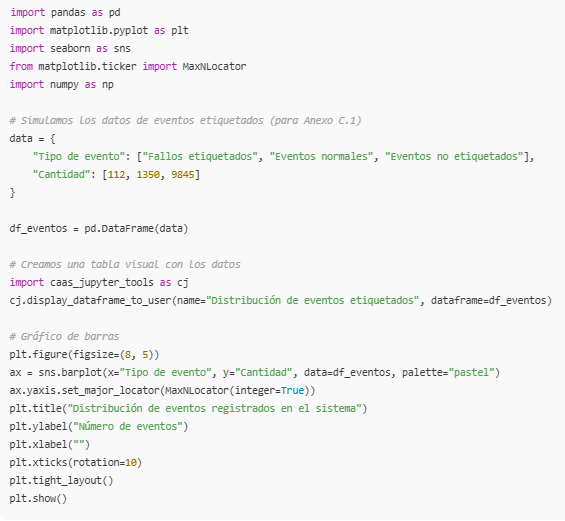 import pandas as pd
import matplotlib.pyplot as plt
import seaborn as sns
from matplotlib.ticker import MaxNLocator
import numpy as np

# Simulamos los datos de eventos etiquetados (para Anexo C.1)
data = {
    "Tipo de evento": ["Fallos etiquetados", "Eventos normales", "Eventos no etiquetados"],
    "Cantidad": [112, 1350, 9845]
}

df_eventos = pd.DataFrame(data)

# Creamos una tabla visual con los datos
import caas_jupyter_tools as cj
cj.display_dataframe_to_user(name="Distribución de eventos etiquetados", dataframe=df_eventos)

# Gráfico de barras
plt.figure(figsize=(8, 5))
ax = sns.barplot(x="Tipo de evento", y="Cantidad", data=df_eventos, palette="pastel")
ax.yaxis.set_major_locator(MaxNLocator(integer=True))
plt.title("Distribución de eventos registrados en el sistema")
plt.ylabel("Número de eventos")
plt.xlabel("")
plt.xticks(rotation=10)
plt.tight_layout()
plt.show()